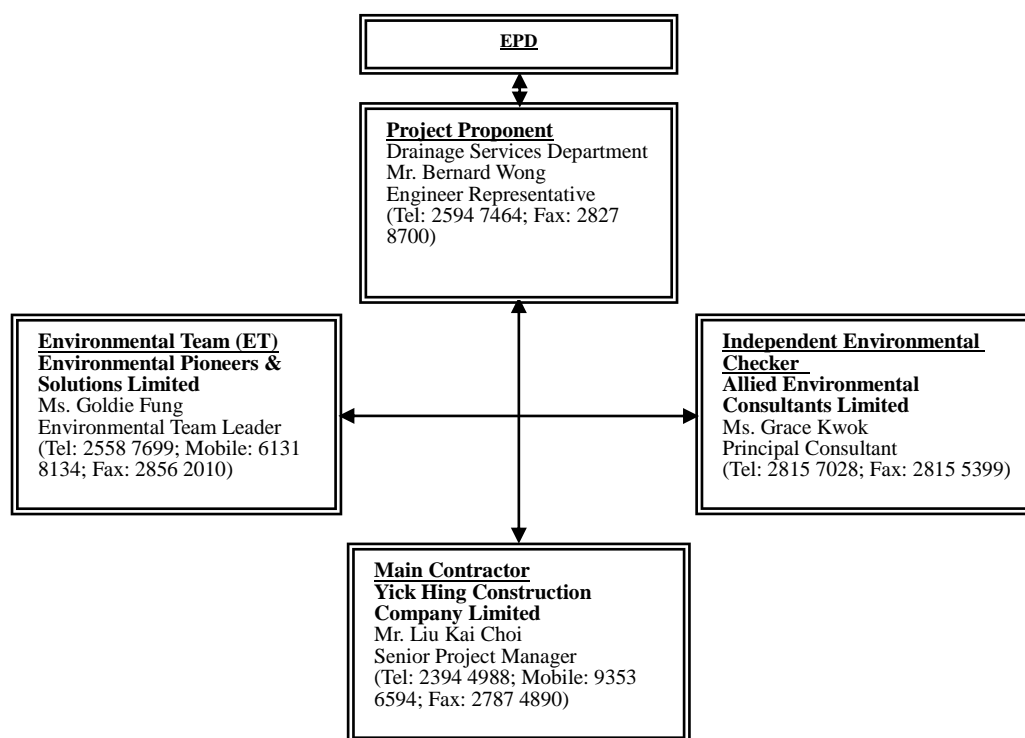 EPD
Project Proponent
Drainage Services Department
Mr. Bernard Wong
Engineer Representative
(Tel: 2594 7464; Fax: 2827
8700)
Environmental Team (ET)
Environmental Pioneers &
Solutions Limited
Ms. Goldie Fung
Environmental Team Leader
(Tel: 2558 7699; Mobile: 6131
8134; Fax: 2856 2010)
Independent Environmental
Checker
Allied Environmental
Consultants Limited
Ms. Grace Kwok
Principal Consultant
(Tel: 2815 7028; Fax: 2815 5399)
Main Contractor
Yick Hing Construction
Company Limited
Mr. Liu Kai Choi
Senior Project Manager
(Tel: 2394 4988; Mobile: 9353
6594; Fax: 2787 4890)